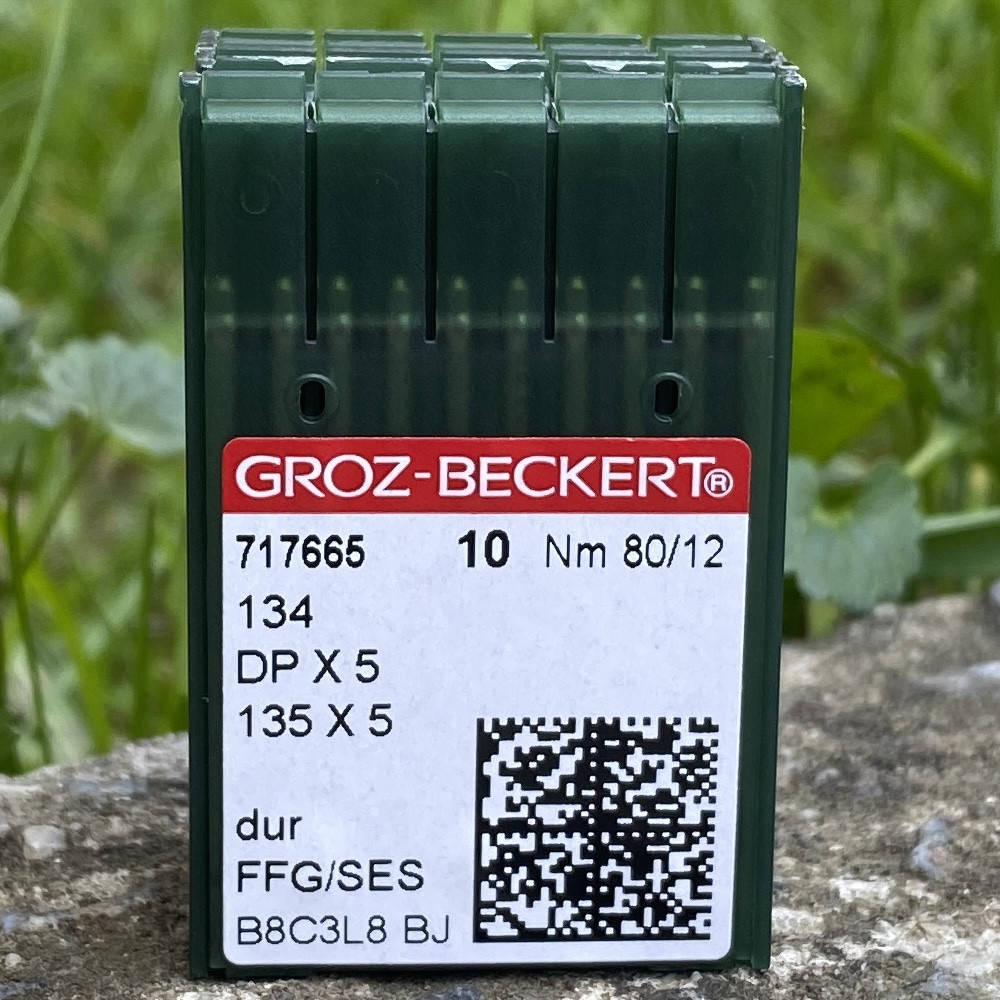 GROZ-BECKERT®
717665 10 Nm 80/12
134
DP X 5
135 X 5
dur
FFG/SES
B8C3L8 BJ